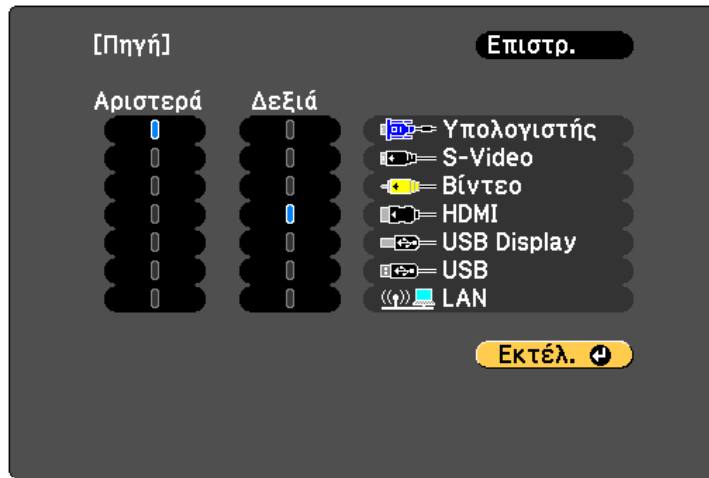 [Πηγή] Επιστρ.
Αριστερά Δεξιά
Υπολογιστής
S-Video
Βίντεο
HDMI
USB Display
USB
LAN
Εκτέλ.